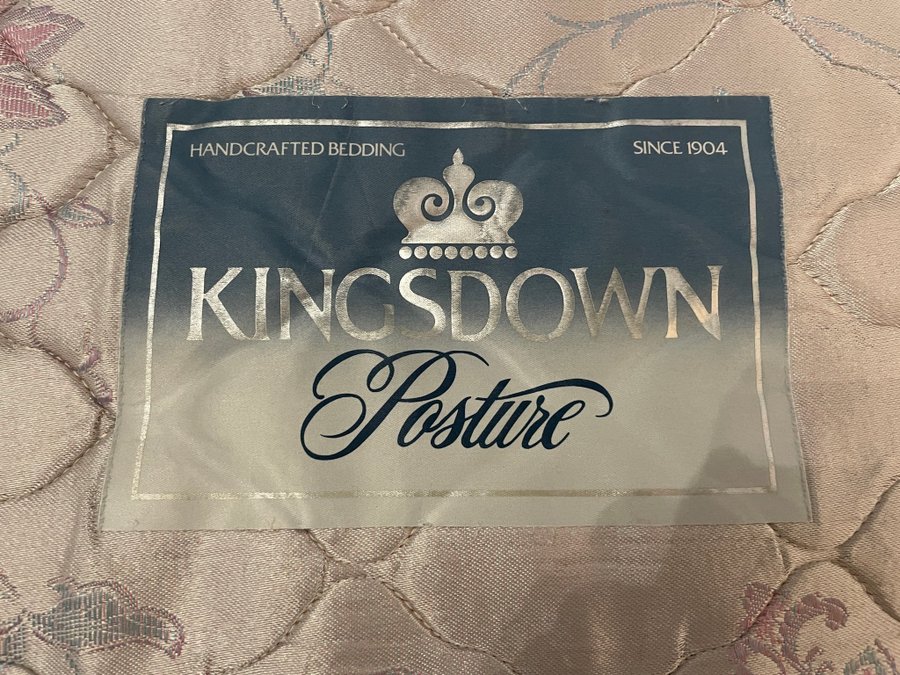 HANDCRAFTED BEDDING
SINCE 1904
KINGSDOWN
Posture